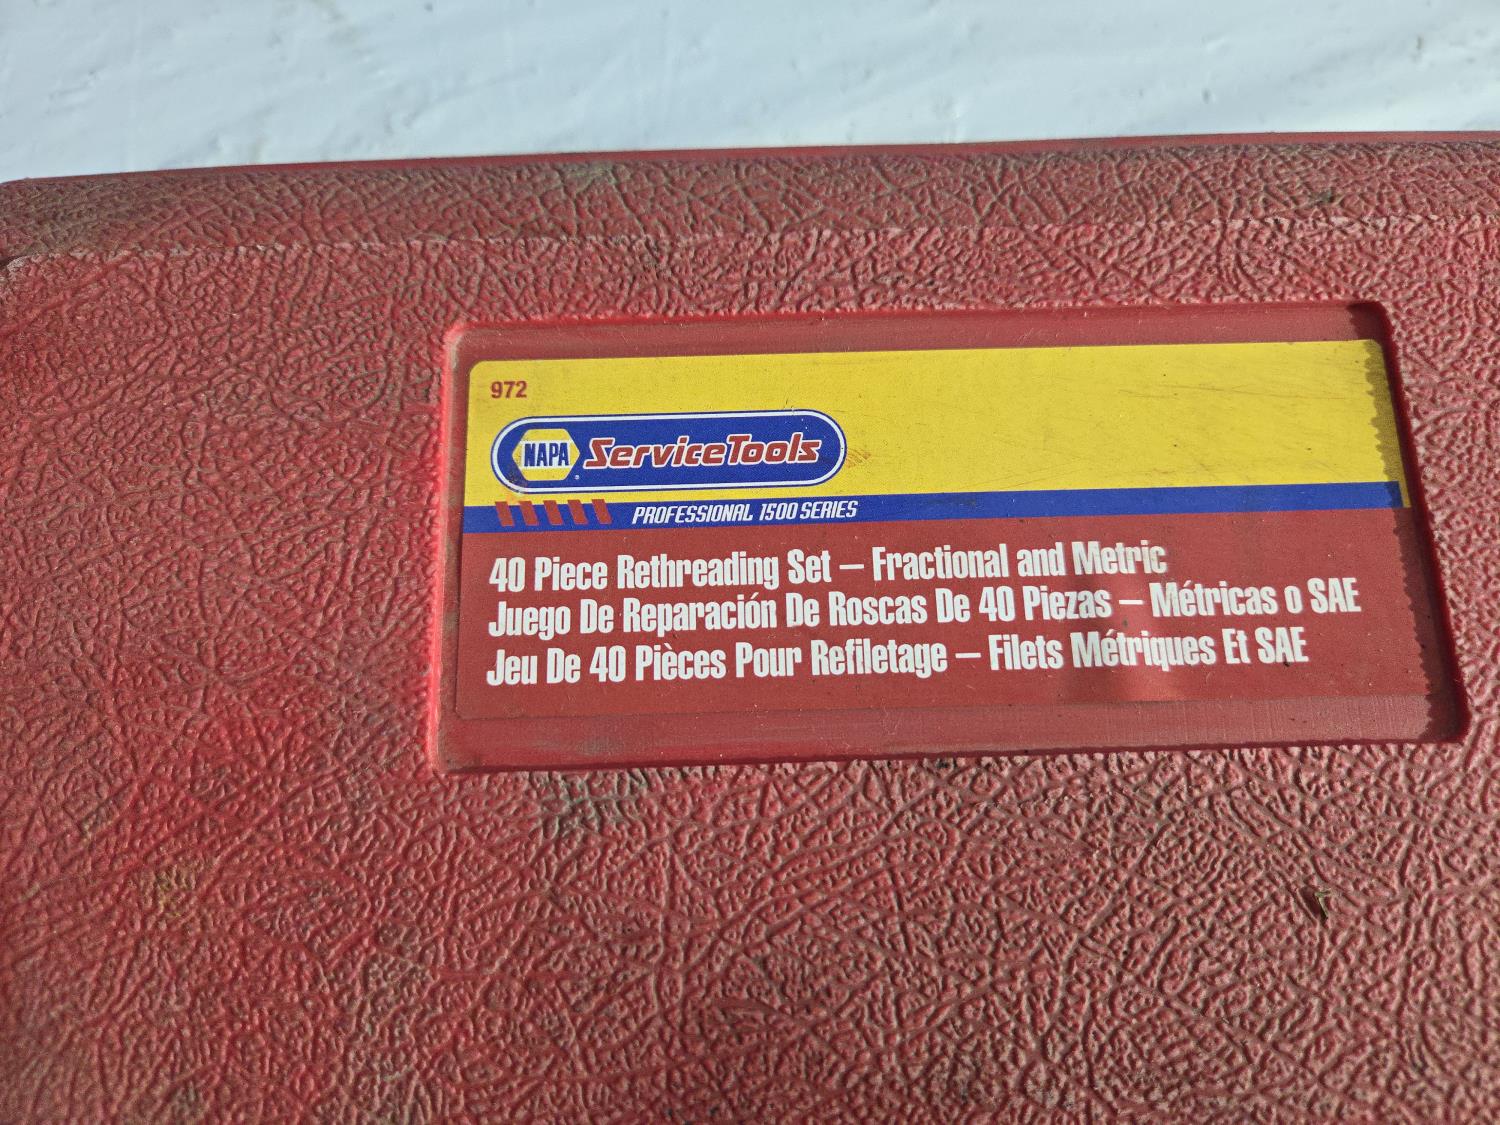 972
NAPA ServiceTools
PROFESSIONAL 1500 SERIES
40 Piece Rethreading Set – Fractional and Metric
Juego De Reparación De Roscas De 40 Piezas – Métricas o SAE
Jeu De 40 Pièces Pour Refiletage – Filets Métriques Et SAE